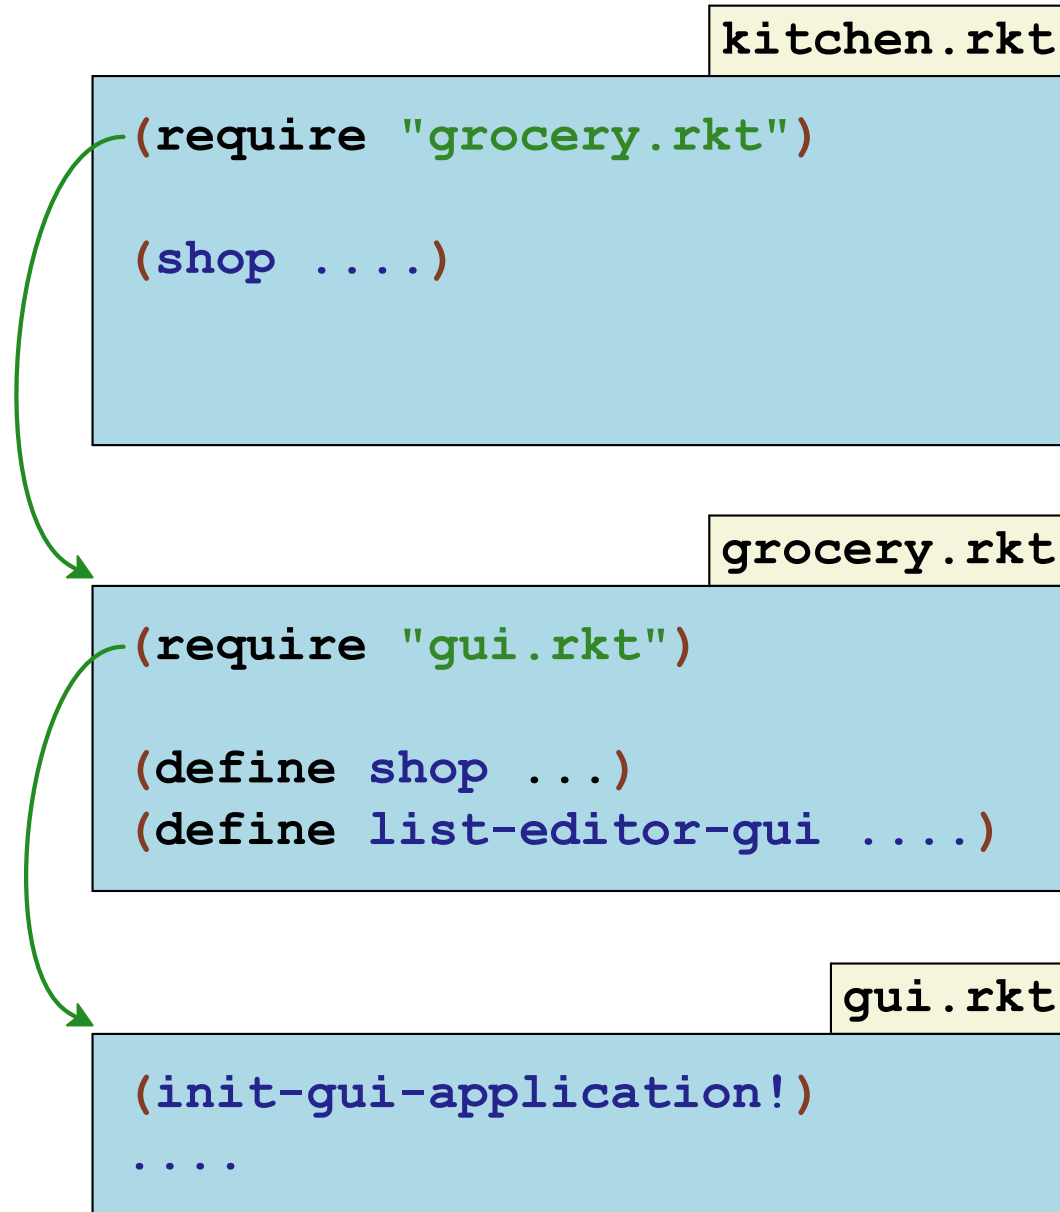 kitchen.rkt
(require "grocery.rkt")
(shop ....)
grocery.rkt
(require "gui.rkt")
(define shop ...)
(define list-editor-gui ....)
gui.rkt
(init-gui-application!)
....